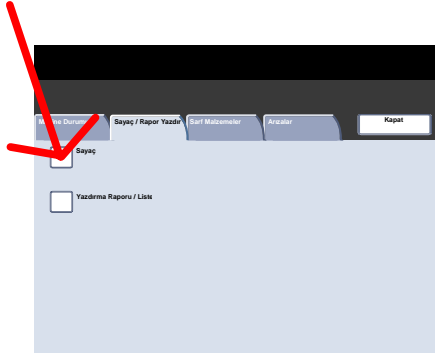 Sayaç / Rapor Yazdır
Sarf Malzemeler
Arızalar
Kapat
Sayaç
Yazdırma Raporu / Liste